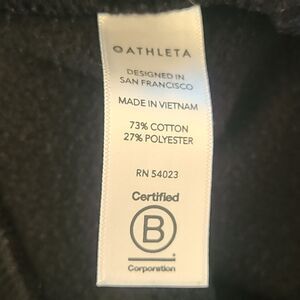 ATHLETA
DESIGNED IN
SAN FRANCISCO
MADE IN VIETNAM
73% COTTON
27% POLYESTER
RN 54023
Certified
B
Corporation